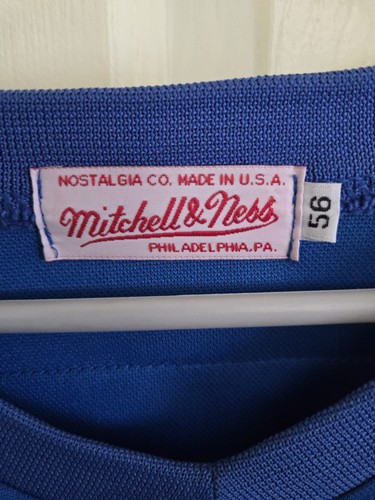 NOSTALGIA CO. MADE IN U.S.A.
Mitchell & Ness
PHILADELPHIA, PA.
56